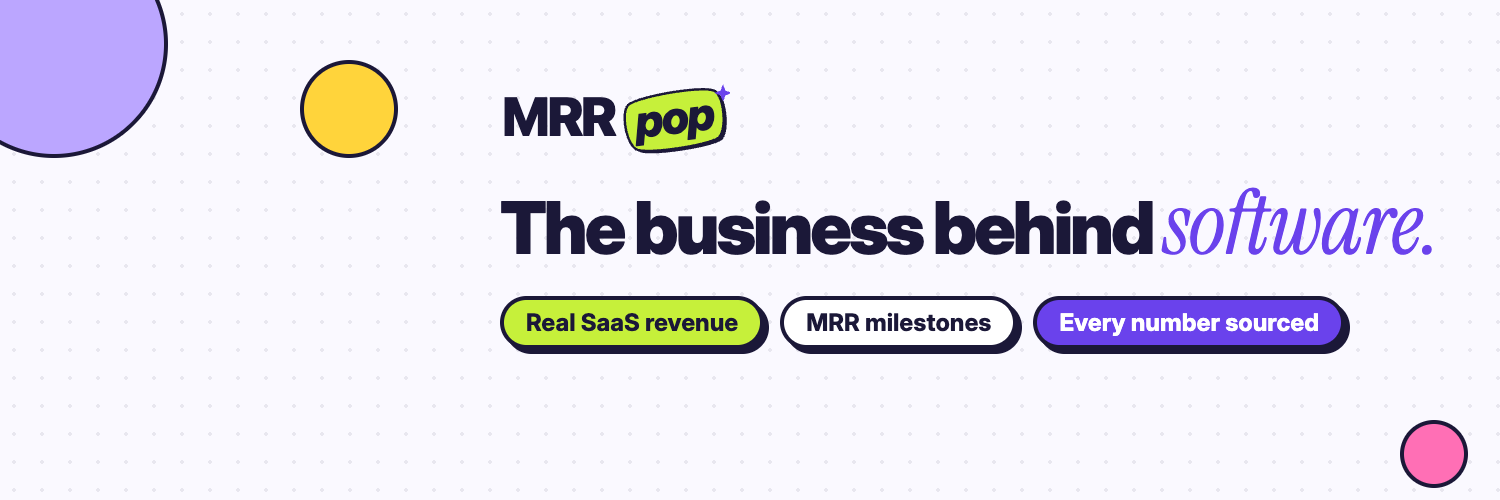 MRR pop
The business behind software.
Real SaaS revenue MRR milestones Every number sourced